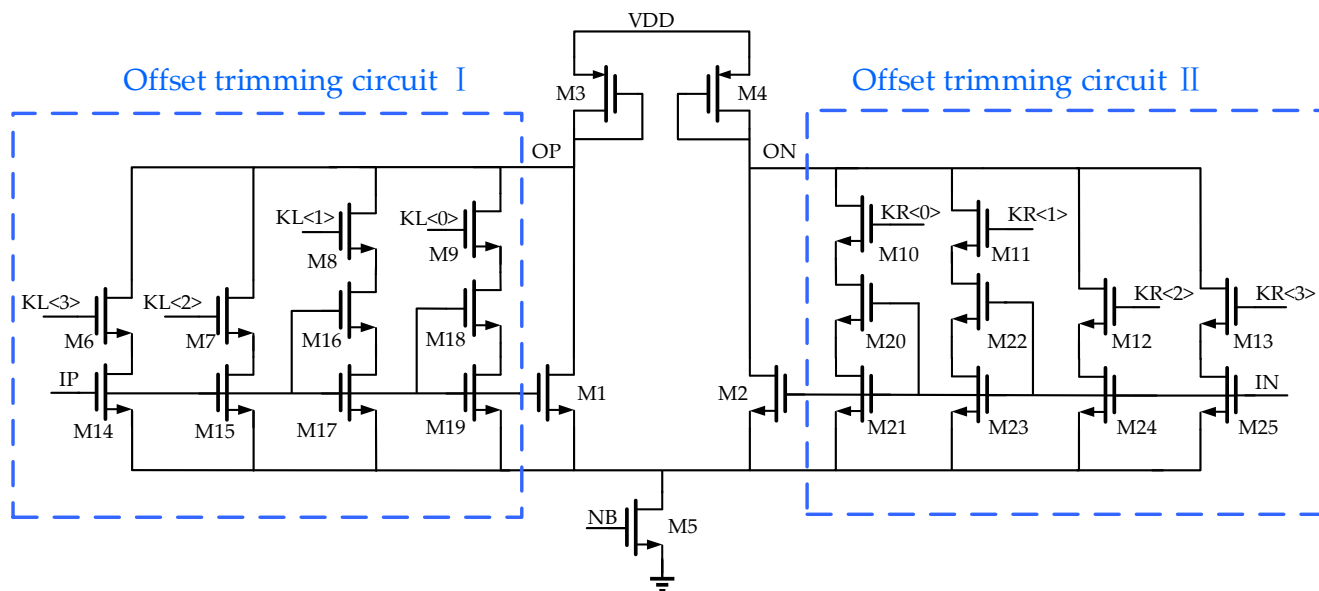 VDD
Offset trimming circuit Ⅰ
Offset trimming circuit Ⅱ
M3
M4
OP
ON
KL<1>
KL<0>
KR<0>
KR<1>
M8
M9
M10
M11
KL<3>
KL<2>
KR<2>
KR<3>
M6
M7
M16
M18
M20
M22
M12
M13
IP
M1
M2
IN
M14
M15
M17
M19
M21
M23
M24
M25
NB
M5